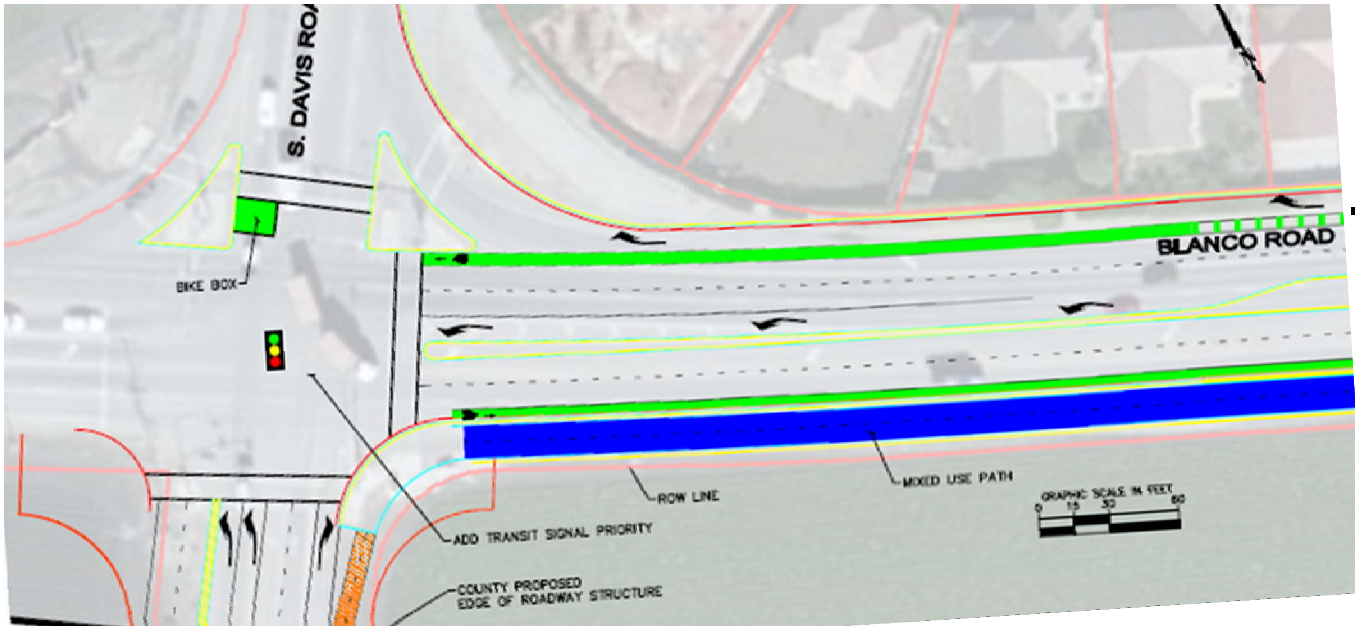 S. DAVIS ROA
BLANCO ROAD
BIKE BOX
MIXED USE PATH
ROW LINE
GRAPHIC SCALE IN FEET
0 15 30 60
ADD TRANSIT SIGNAL PRIORITY
COUNTY PROPOSED
EDGE OF ROADWAY STRUCTURE